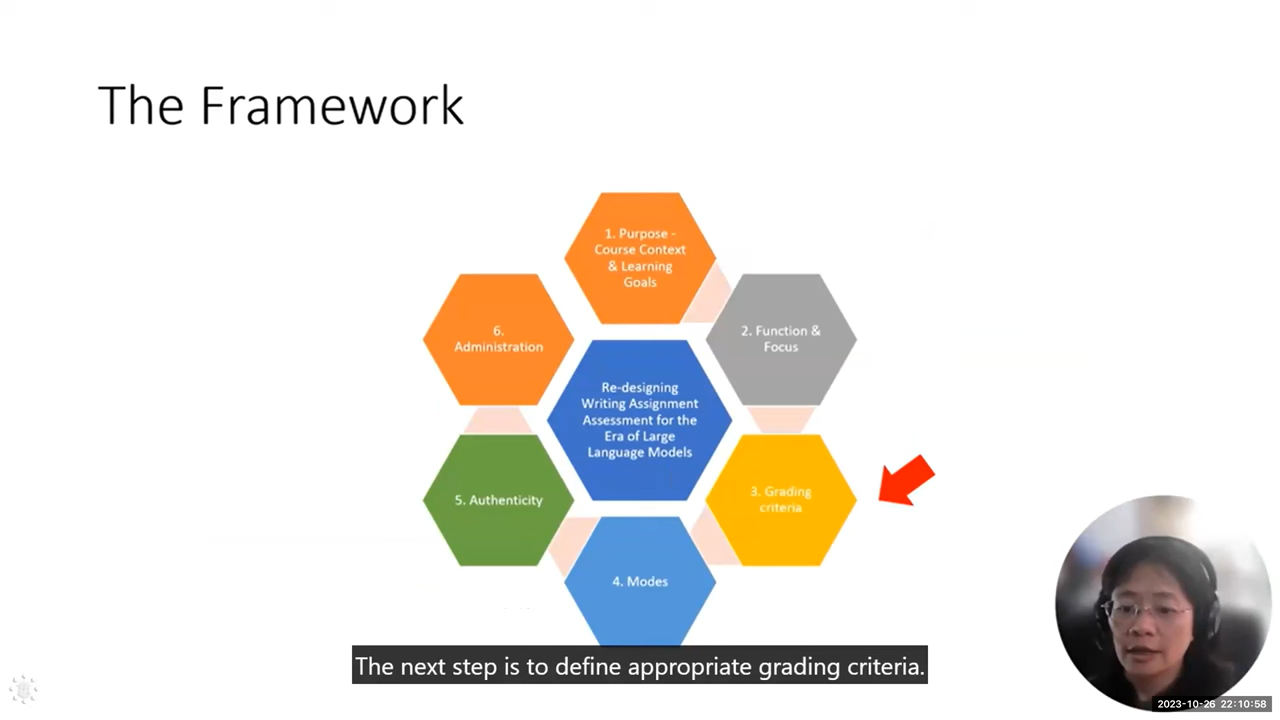 The Framework
1. Purpose -
Course Context
& Learning
Goals
2. Function &
Focus
3. Grading
criteria
4. Modes
5. Authenticity
6.
Administration
Re-designing
Writing Assignment
Assessment for the
Era of Large
Language Models
The next step is to define appropriate grading criteria.
2023-10-26 22:10:58